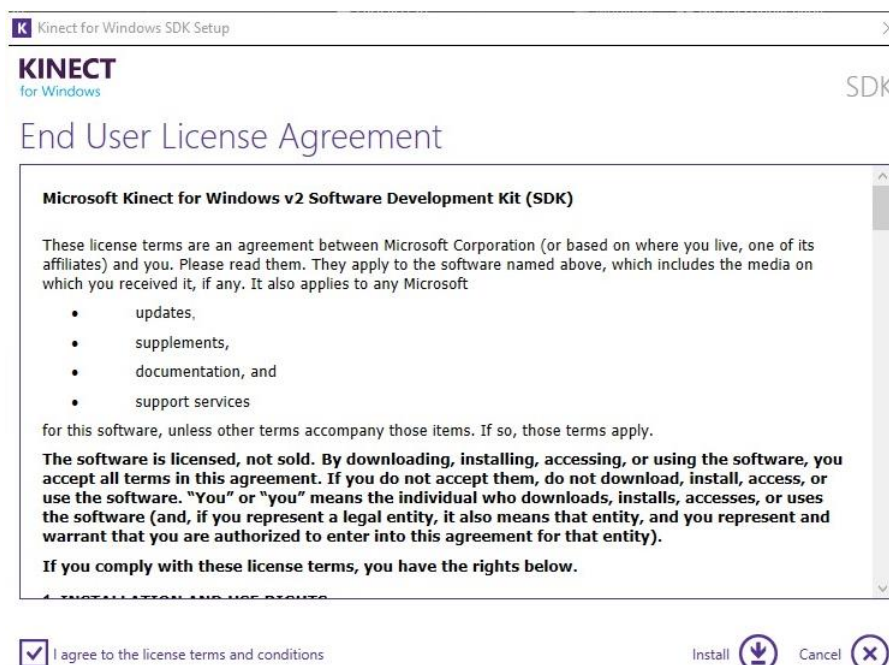 K Kinect for Windows SDK Setup
KINECT
for Windows
SDK
End User License Agreement
Microsoft Kinect for Windows v2 Software Development Kit (SDK)
These license terms are an agreement between Microsoft Corporation (or based on where you live, one of its
affiliates) and you. Please read them. They apply to the software named above, which includes the media on
which you received it, if any. It also applies to any Microsoft
• updates,
• supplements,
• documentation, and
• support services
for this software, unless other terms accompany those items. If so, those terms apply.
The software is licensed, not sold. By downloading, installing, accessing, or using the software, you
accept all terms in this agreement. If you do not accept them, do not download, install, access, or
use the software. “You” or “you” means the individual who downloads, installs, accesses, or uses
the software (and, if you represent a legal entity, it also means that entity, and you represent and
warrant that you are authorized to enter into this agreement for that entity).
If you comply with these license terms, you have the rights below.
1. INSTALLATION AND USE RIGHTS
I agree to the license terms and conditions
Install
Cancel